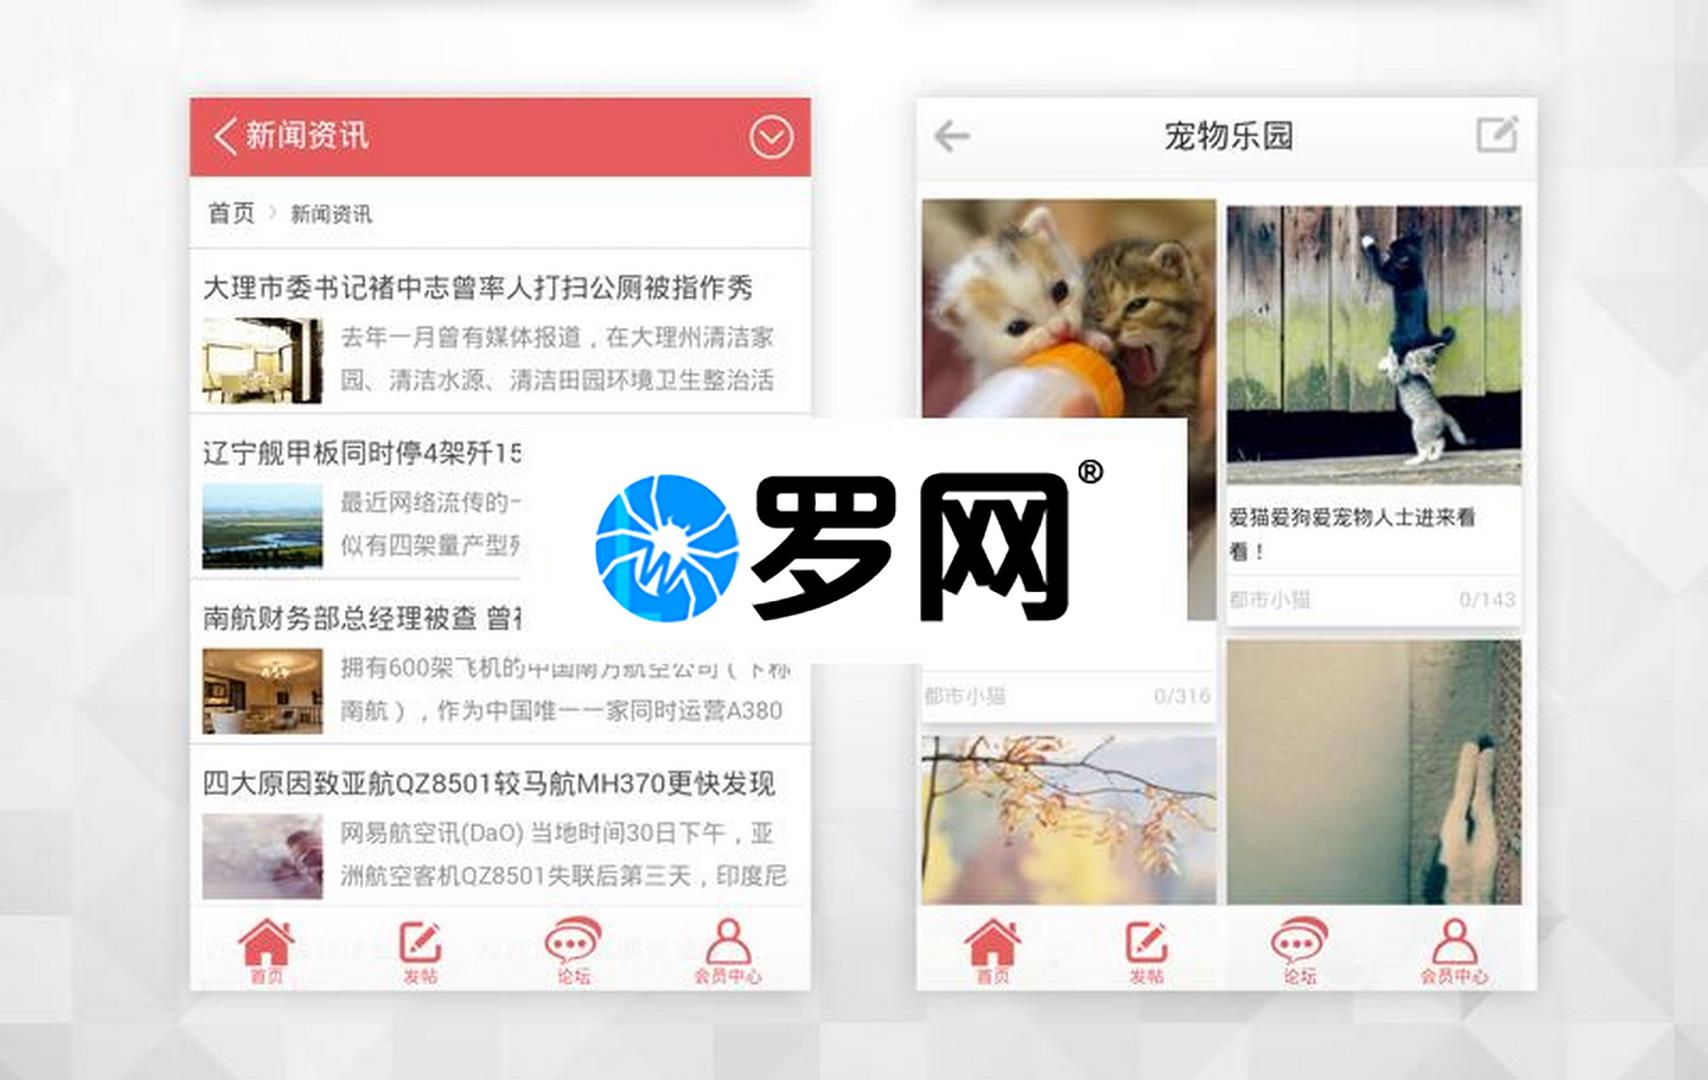 新闻资讯
首页 > 新闻资讯
大理市委书记褚中志曾率人打扫公厕被指作秀
去年一月曾有媒体报道，在大理州清洁家
园、清洁水源、清洁田园环境卫生整治活
辽宁舰甲板同时停4架歼15
最近网络流传的一
似有四架量产型歼
南航财务部总经理被查 曾被
拥有600架飞机的中国南方航空公司（下称
南航），作为中国唯一一家同时运营A380
四大原因致亚航QZ8501较马航MH370更快发现
网易航空讯(DaO) 当地时间30日下午，亚
洲航空客机QZ8501失联后第三天，印度尼
首页
发帖
论坛
会员中心
罗网®
宠物乐园
爱猫爱狗爱宠物人士进来看
看！
都市小猫 0/143
都市小猫 0/316
首页
发帖
论坛
会员中心